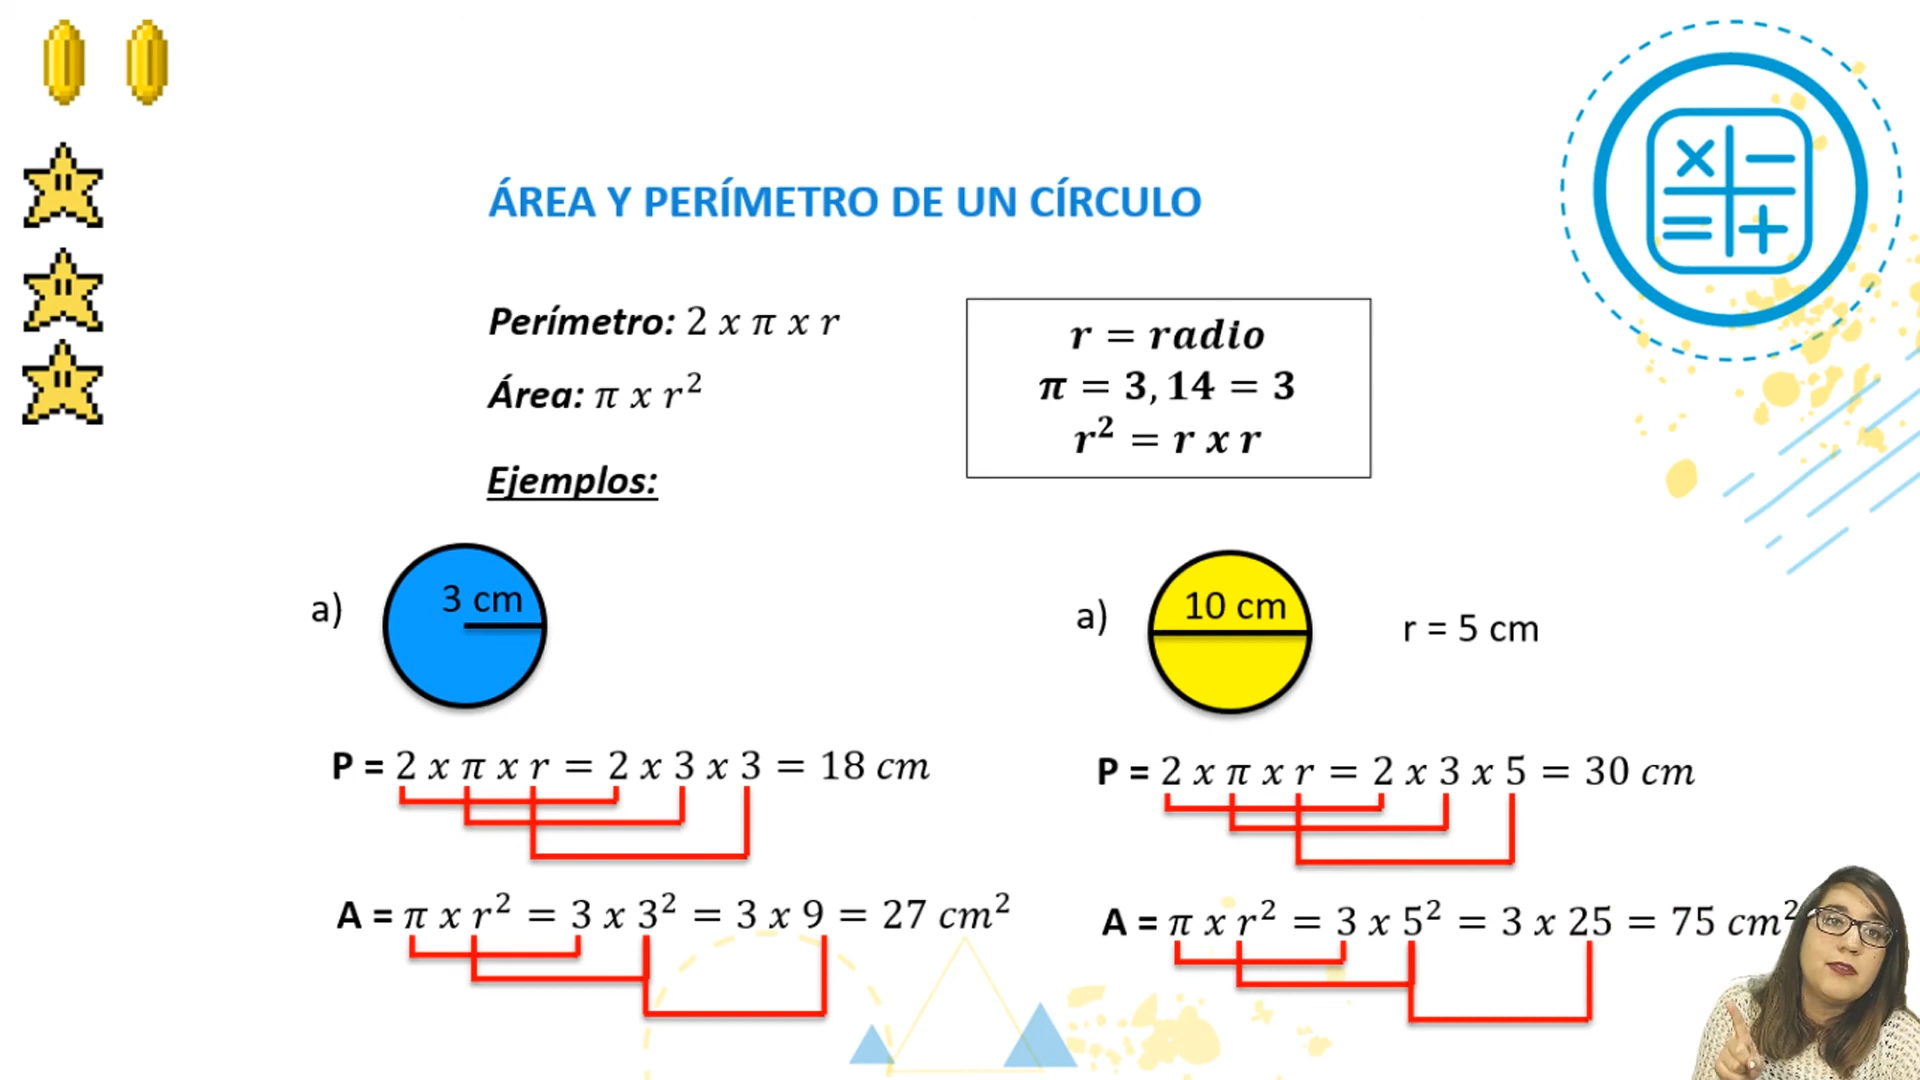 ÁREA Y PERÍMETRO DE UN CÍRCULO
Perímetro: 2 x π x r
Área: π x r²
r = radio
π = 3,14 = 3
r² = r x r
Ejemplos:
a)
3 cm
P = 2 x π x r = 2 x 3 x 3 = 18 cm
A = π x r² = 3 x 3² = 3 x 9 = 27 cm²
a)
10 cm
r = 5 cm
P = 2 x π x r = 2 x 3 x 5 = 30 cm
A = π x r² = 3 x 5² = 3 x 25 = 75 cm²